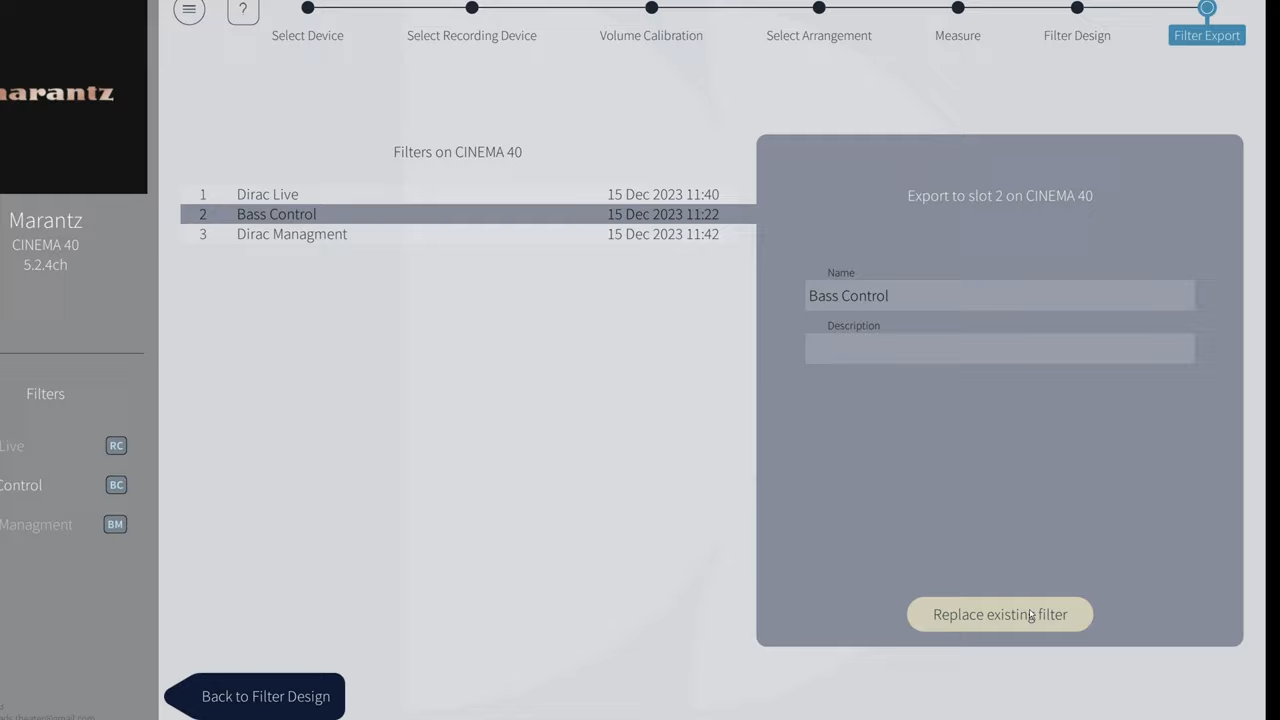 ?
Select Device
Select Recording Device
Volume Calibration
Select Arrangement
Measure
Filter Design
Filter Export
marantz
Marantz
CINEMA 40
5.2.4ch
Filters
Live RC
Control BC
Managment BM
Filters on CINEMA 40
1 Dirac Live 15 Dec 2023 11:40
2 Bass Control 15 Dec 2023 11:22
3 Dirac Managment 15 Dec 2023 11:42
Export to slot 2 on CINEMA 40
Name
Bass Control
Description
Replace existing filter
Back to Filter Design